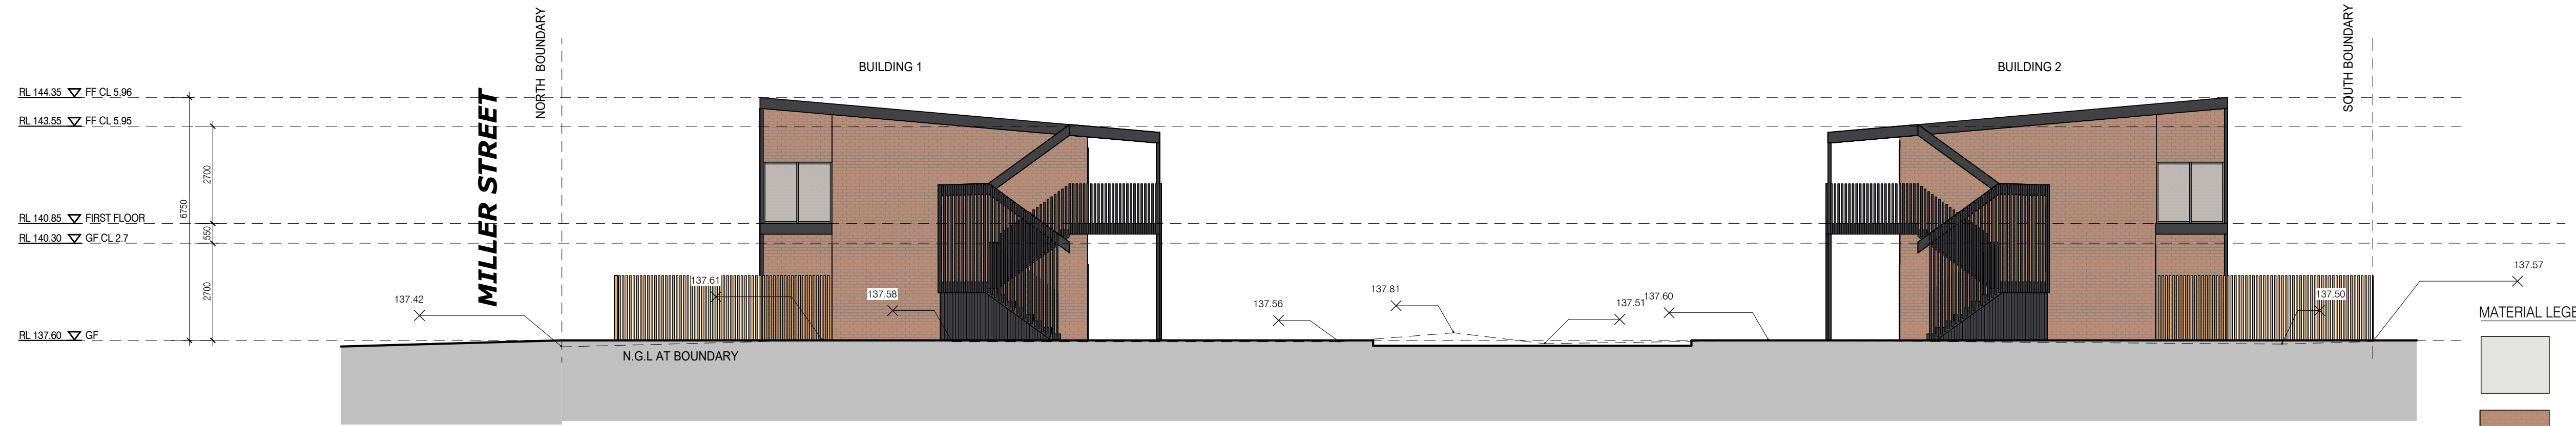 NORTH BOUNDARY
SOUTH BOUNDARY
BUILDING 1
BUILDING 2
RL 144.35 FF CL 5.96
RL 143.55 FF CL 5.95
MILLER STREET
2700
6750
RL 140.85 FIRST FLOOR
550
RL 140.30 GF CL 2.7
2700
RL 137.60 GF
137.42
137.61
137.58
137.56
137.81
137.51
137.60
137.50
137.57
N.G.L AT BOUNDARY
MATERIAL LEGE